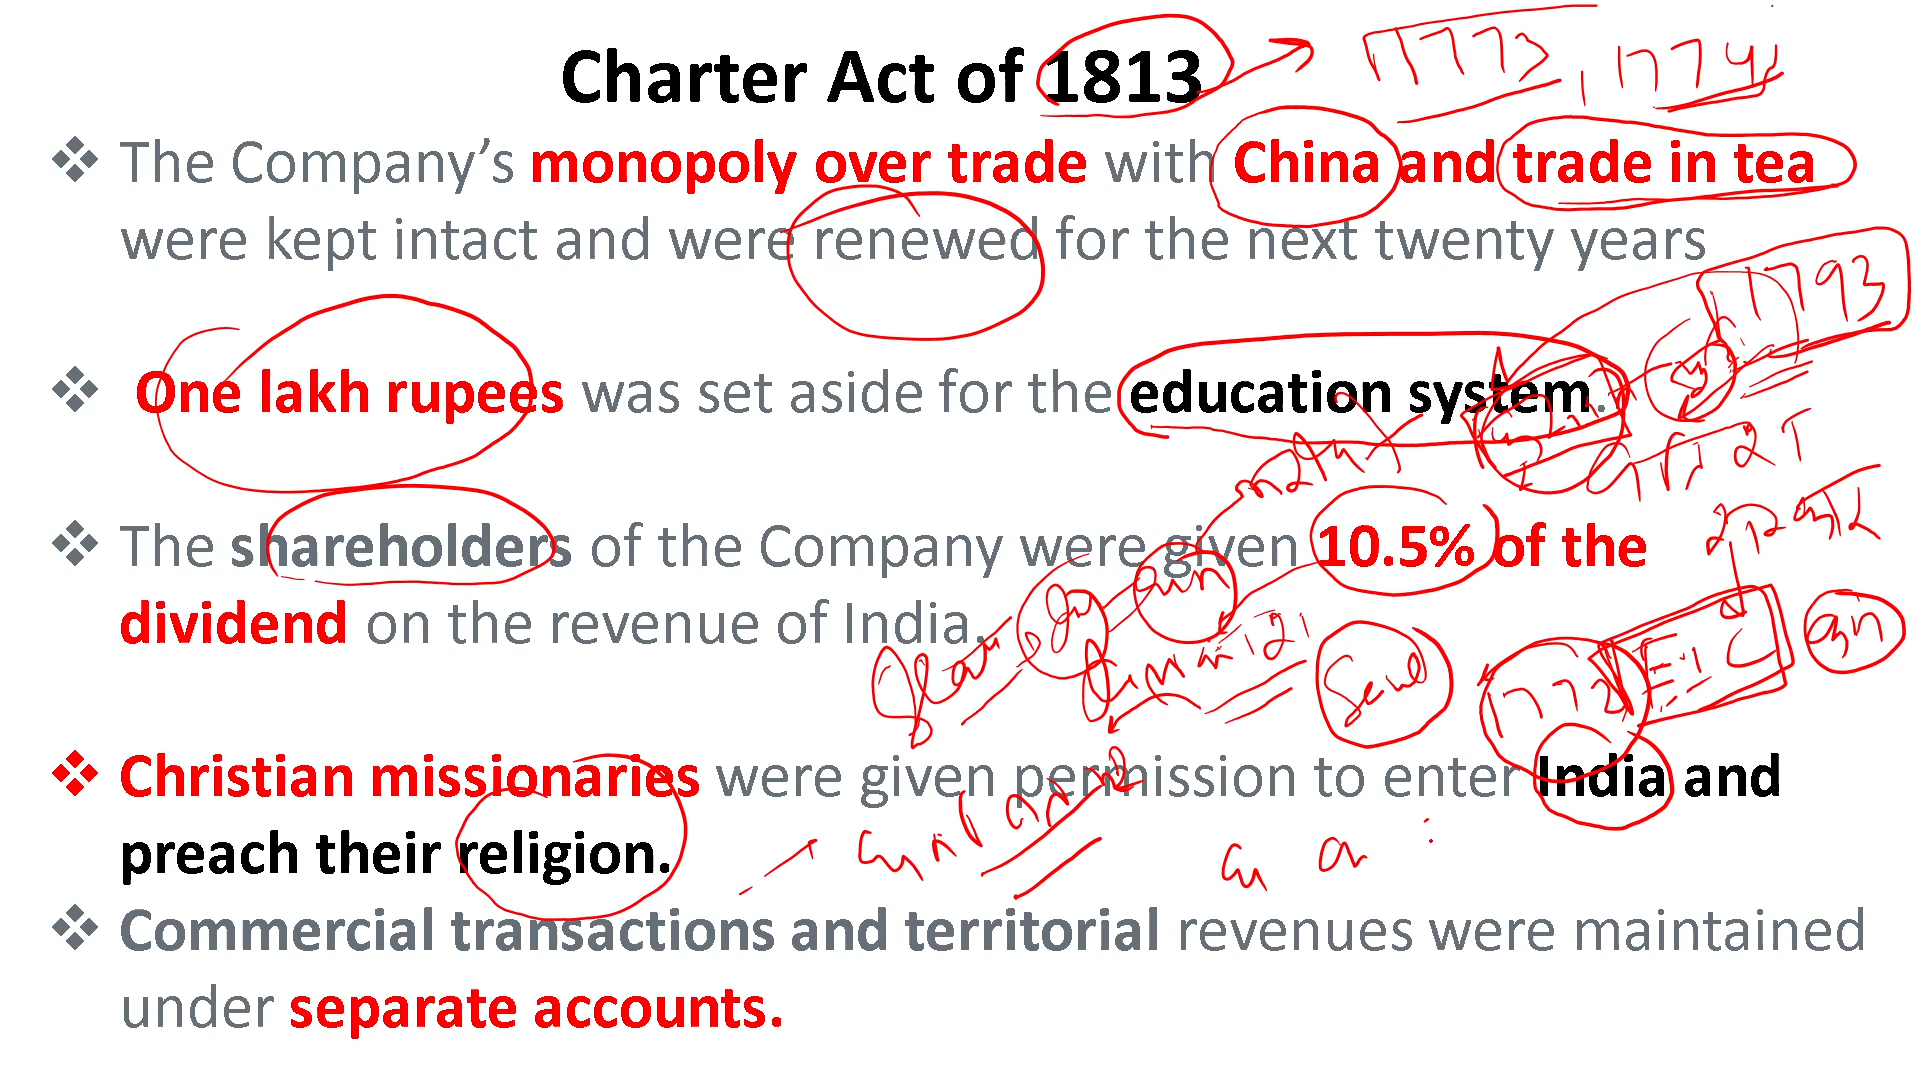 Charter Act of 1813
1773, 1774
❖ The Company's monopoly over trade with China and trade in tea
were kept intact and were renewed for the next twenty years
1793
❖ One lakh rupees was set aside for the education system.
❖ The shareholders of the Company were given 10.5% of the
dividend on the revenue of India.
EIC
❖ Christian missionaries were given permission to enter India and
preach their religion.
❖ Commercial transactions and territorial revenues were maintained
under separate accounts.